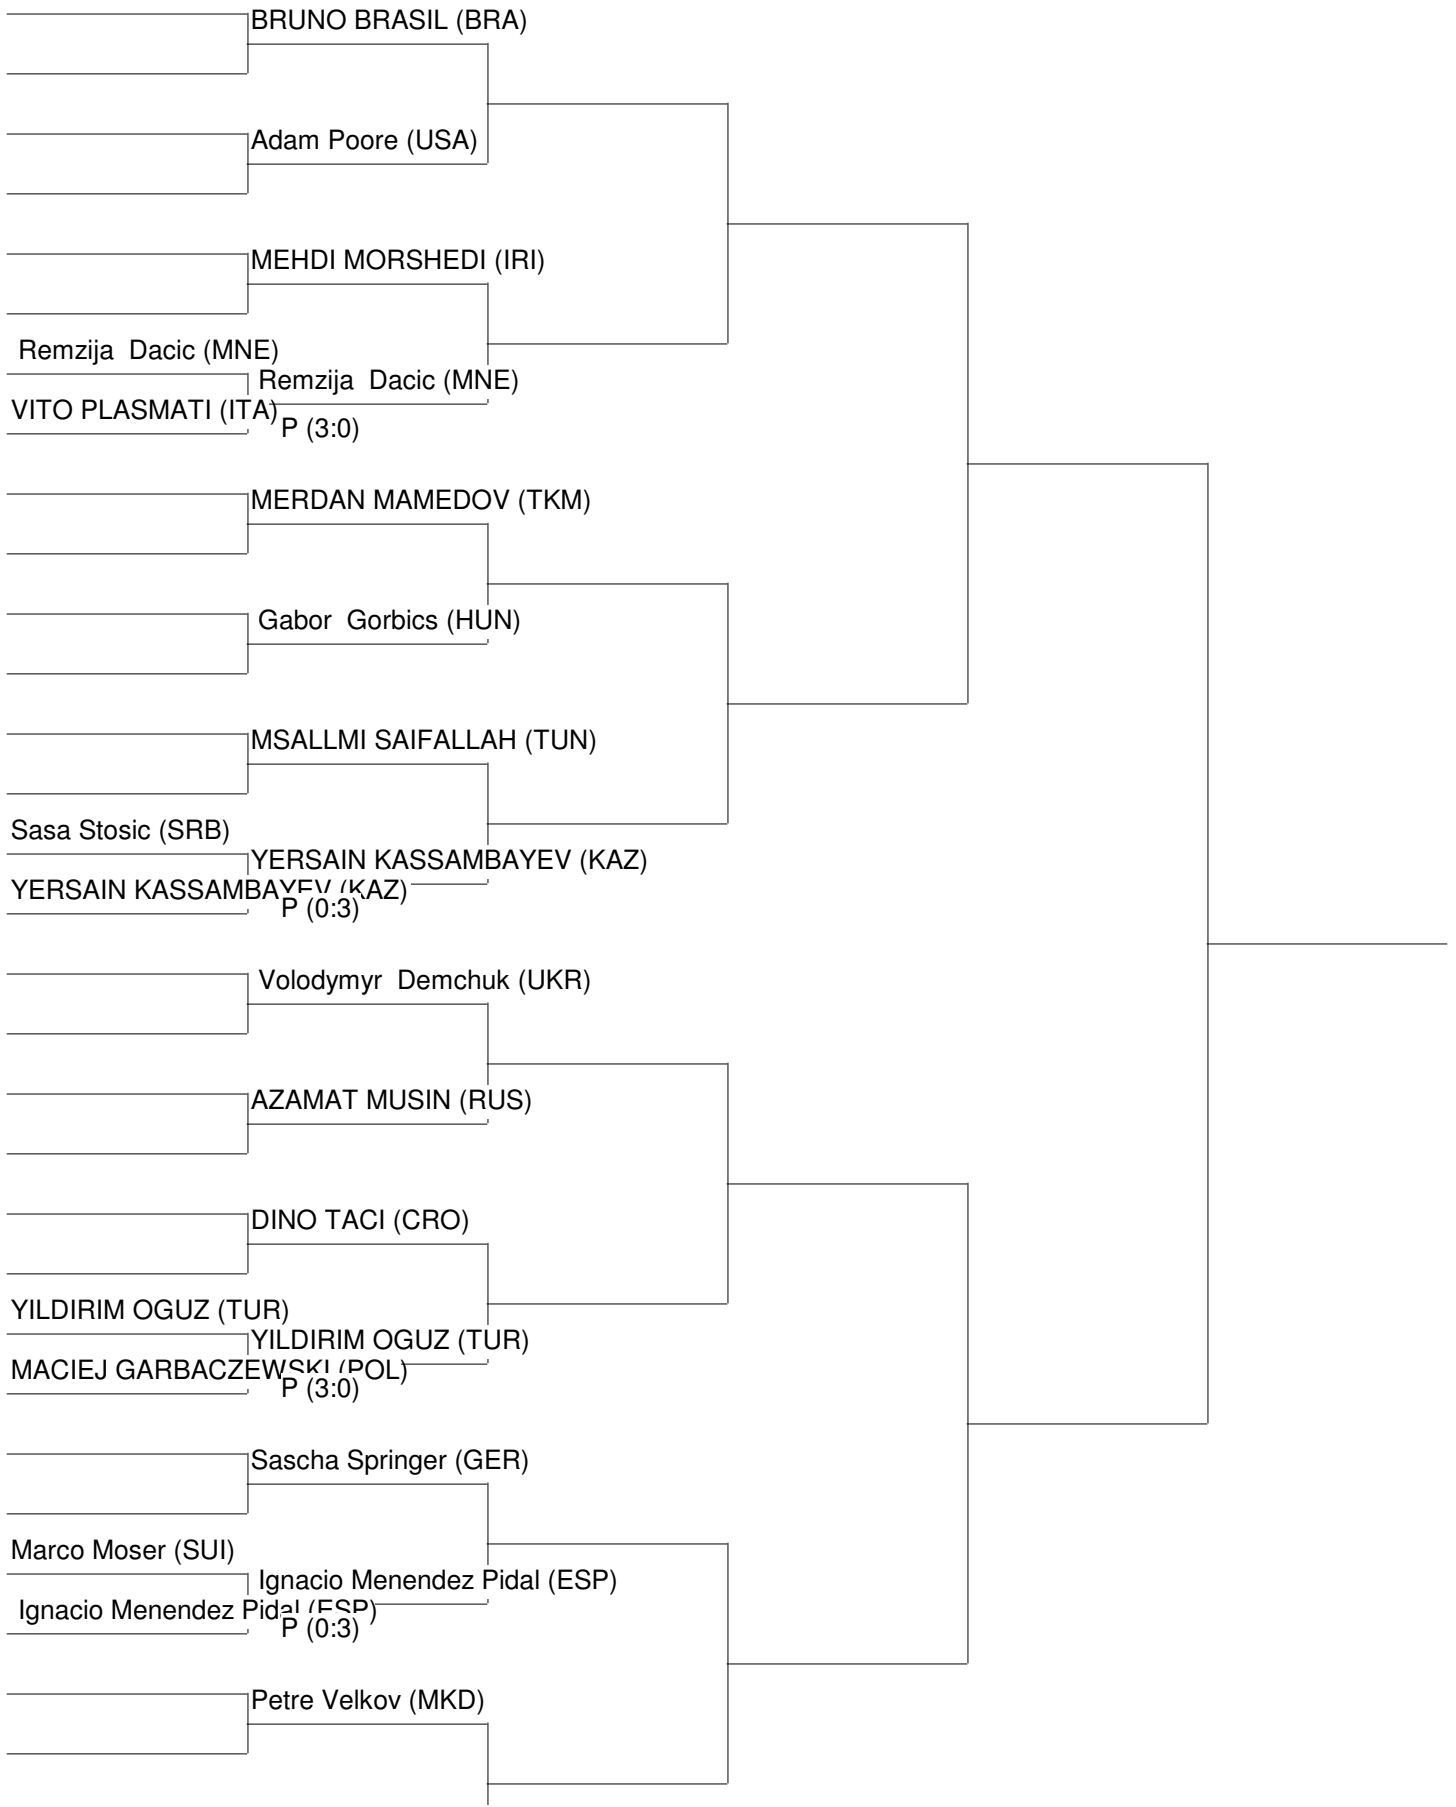 BRUNO BRASIL (BRA)
Adam Poore (USA)
MEHDI MORSHEDI (IRI)
Remzija  Dacic (MNE)
Remzija  Dacic (MNE)
VITO PLASMATI (ITA)
P (3:0)
MERDAN MAMEDOV (TKM)
Gabor  Gorbics (HUN)
MSALLMI SAIFALLAH (TUN)
Sasa Stosic (SRB)
YERSAIN KASSAMBAYEV (KAZ)
YERSAIN KASSAMBAYEV (KAZ)
P (0:3)
Volodymyr  Demchuk (UKR)
AZAMAT MUSIN (RUS)
DINO TACI (CRO)
YILDIRIM OGUZ (TUR)
YILDIRIM OGUZ (TUR)
MACIEJ GARBACZEWSKI (POL)
P (3:0)
Sascha Springer (GER)
Marco Moser (SUI)
Ignacio Menendez Pidal (ESP)
Ignacio Menendez Pidal (ESP)
P (0:3)
Petre Velkov (MKD)